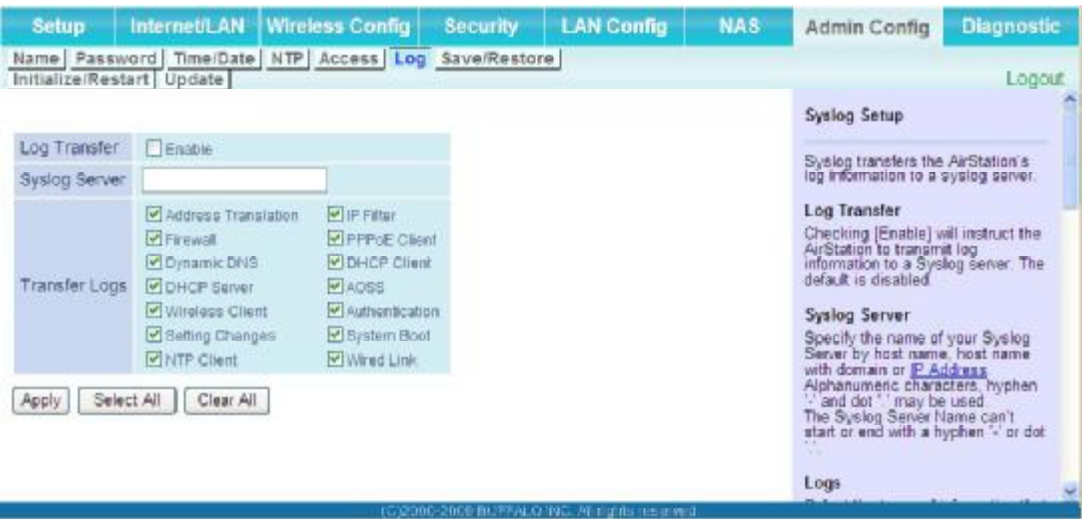 Setup Internet/LAN Wireless Config Security LAN Config NAS Admin Config Diagnostic
Name Password Time/Date NTP Access Log Save/Restore
Initialize/Restart Update
Logout
Log Transfer Enable
Syslog Server
Transfer Logs
Address Translation IP Filter
Firewall PPPoE Client
Dynamic DNS DHCP Client
DHCP Server AOSS
Wireless Client Authentication
Setting Changes System Boot
NTP Client Wired Link
Apply Select All Clear All
Syslog Setup
Syslog transfers the AirStation's
log information to a syslog server.
Log Transfer
Checking [Enable] will instruct the
AirStation to transmit log
information to a Syslog server. The
default is disabled.
Syslog Server
Specify the name of your Syslog
Server by host name, host name
with domain or IP Address
Alphanumeric characters, hyphen
'-' and dot '.' may be used.
The Syslog Server Name can't
start or end with a hyphen '-' or dot
'.'.
Logs
(C)2000-2009 BUFFALO INC. All rights reserved.